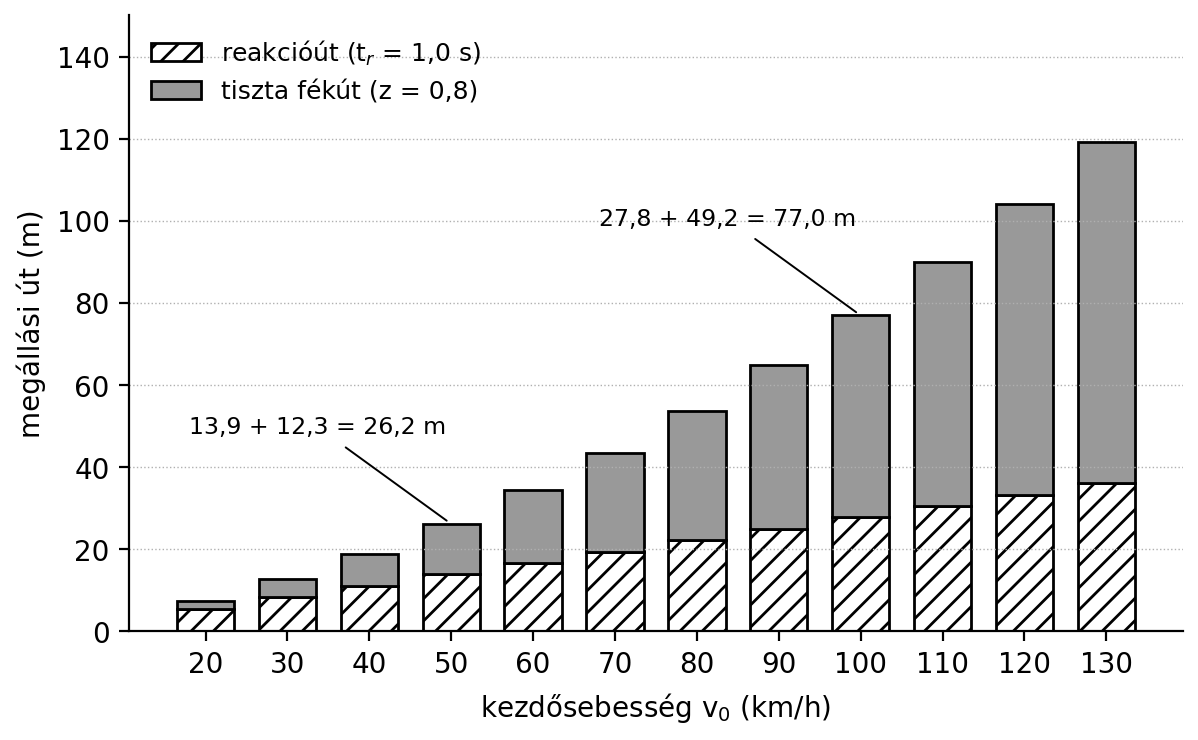 reakcióút (tᵣ = 1,0 s)
tiszta fékút (z = 0,8)
megállási út (m)
140
120
100
80
60
40
20
0
27,8 + 49,2 = 77,0 m
13,9 + 12,3 = 26,2 m
20 30 40 50 60 70 80 90 100 110 120 130
kezdősebesség v₀ (km/h)